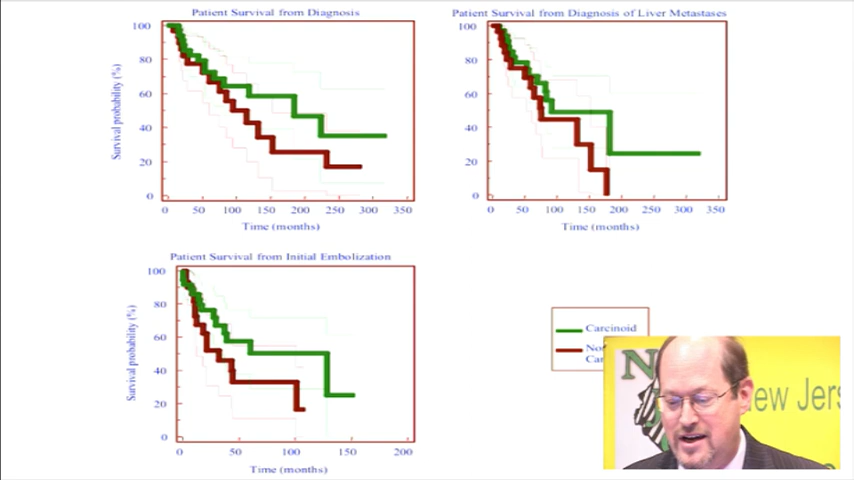 Patient Survival from Diagnosis
100
80
60
40
20
0
Survival probability (%)
0 50 100 150 200 250 300 350
Time (months)
Patient Survival from Diagnosis of Liver Metastases
100
80
60
40
20
0
0 50 100 150 200 250 300 350
Time (months)
Patient Survival from Initial Embolization
100
80
60
40
20
0
Survival probability (%)
0 50 100 150 200
Time (months)
Carcinoid
New Jers